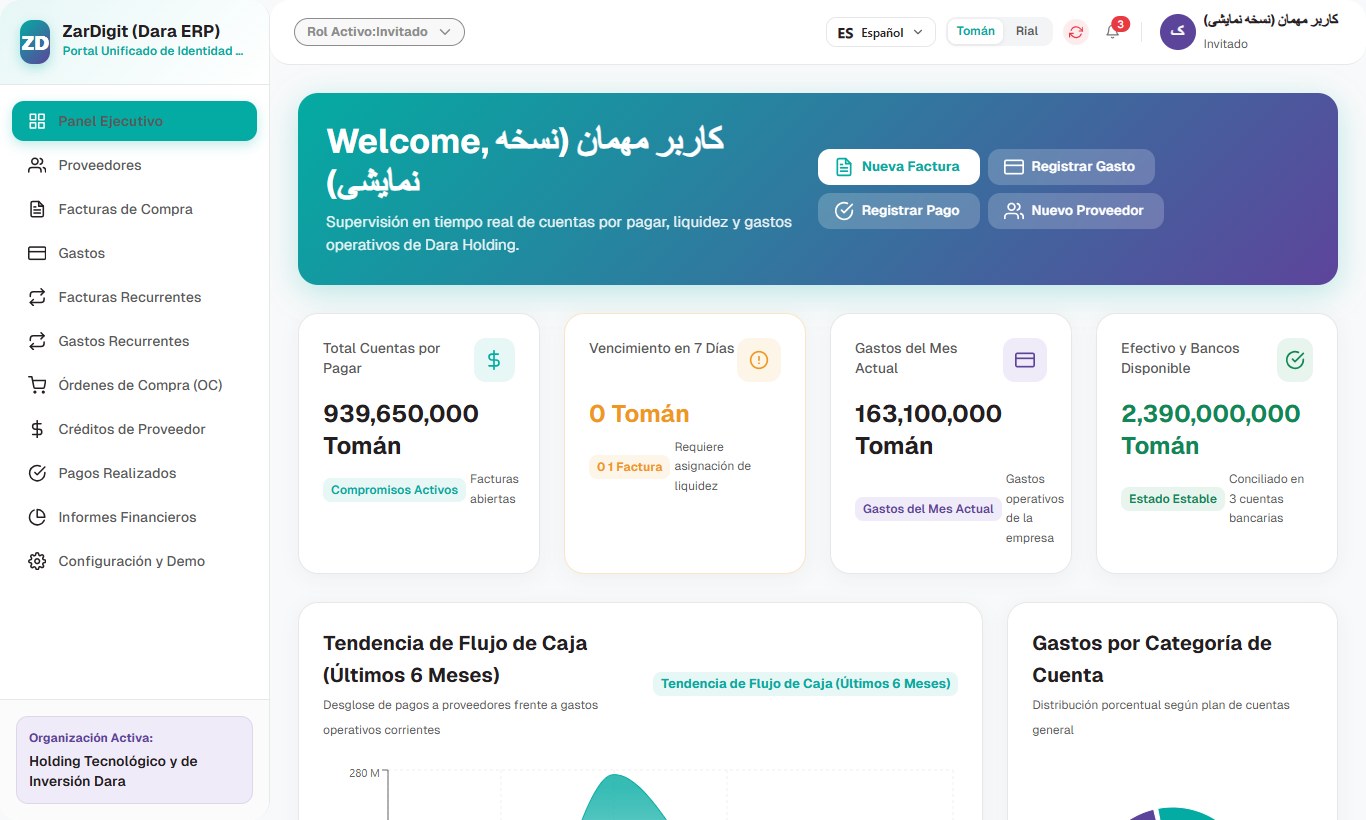 ZD
ZarDigit (Dara ERP)
Portal Unificado de Identidad ...
Panel Ejecutivo
Proveedores
Facturas de Compra
Gastos
Facturas Recurrentes
Gastos Recurrentes
Órdenes de Compra (OC)
Créditos de Proveedor
Pagos Realizados
Informes Financieros
Configuración y Demo
Organización Activa:
Holding Tecnológico y de
Inversión Dara
Rol Activo:Invitado
ES Español
Tomán
Rial
3
ک
کاربر مهمان (نسخه نمایشی)
Invitado
Welcome, کاربر مهمان (نسخه
نمایشی)
Supervisión en tiempo real de cuentas por pagar, liquidez y gastos
operativos de Dara Holding.
Nueva Factura
Registrar Gasto
Registrar Pago
Nuevo Proveedor
Total Cuentas por
Pagar
939,650,000
Tomán
Compromisos Activos
Facturas
abiertas
Vencimiento en 7 Días
0 Tomán
0 1 Factura
Requiere
asignación de
liquidez
Gastos del Mes
Actual
163,100,000
Tomán
Gastos del Mes Actual
Gastos
operativos
de la
empresa
Efectivo y Bancos
Disponible
2,390,000,000
Tomán
Estado Estable
Conciliado en
3 cuentas
bancarias
Tendencia de Flujo de Caja
(Últimos 6 Meses)
Desglose de pagos a proveedores frente a gastos
operativos corrientes
Tendencia de Flujo de Caja (Últimos 6 Meses)
280 M
Gastos por Categoría de
Cuenta
Distribución porcentual según plan de cuentas
general